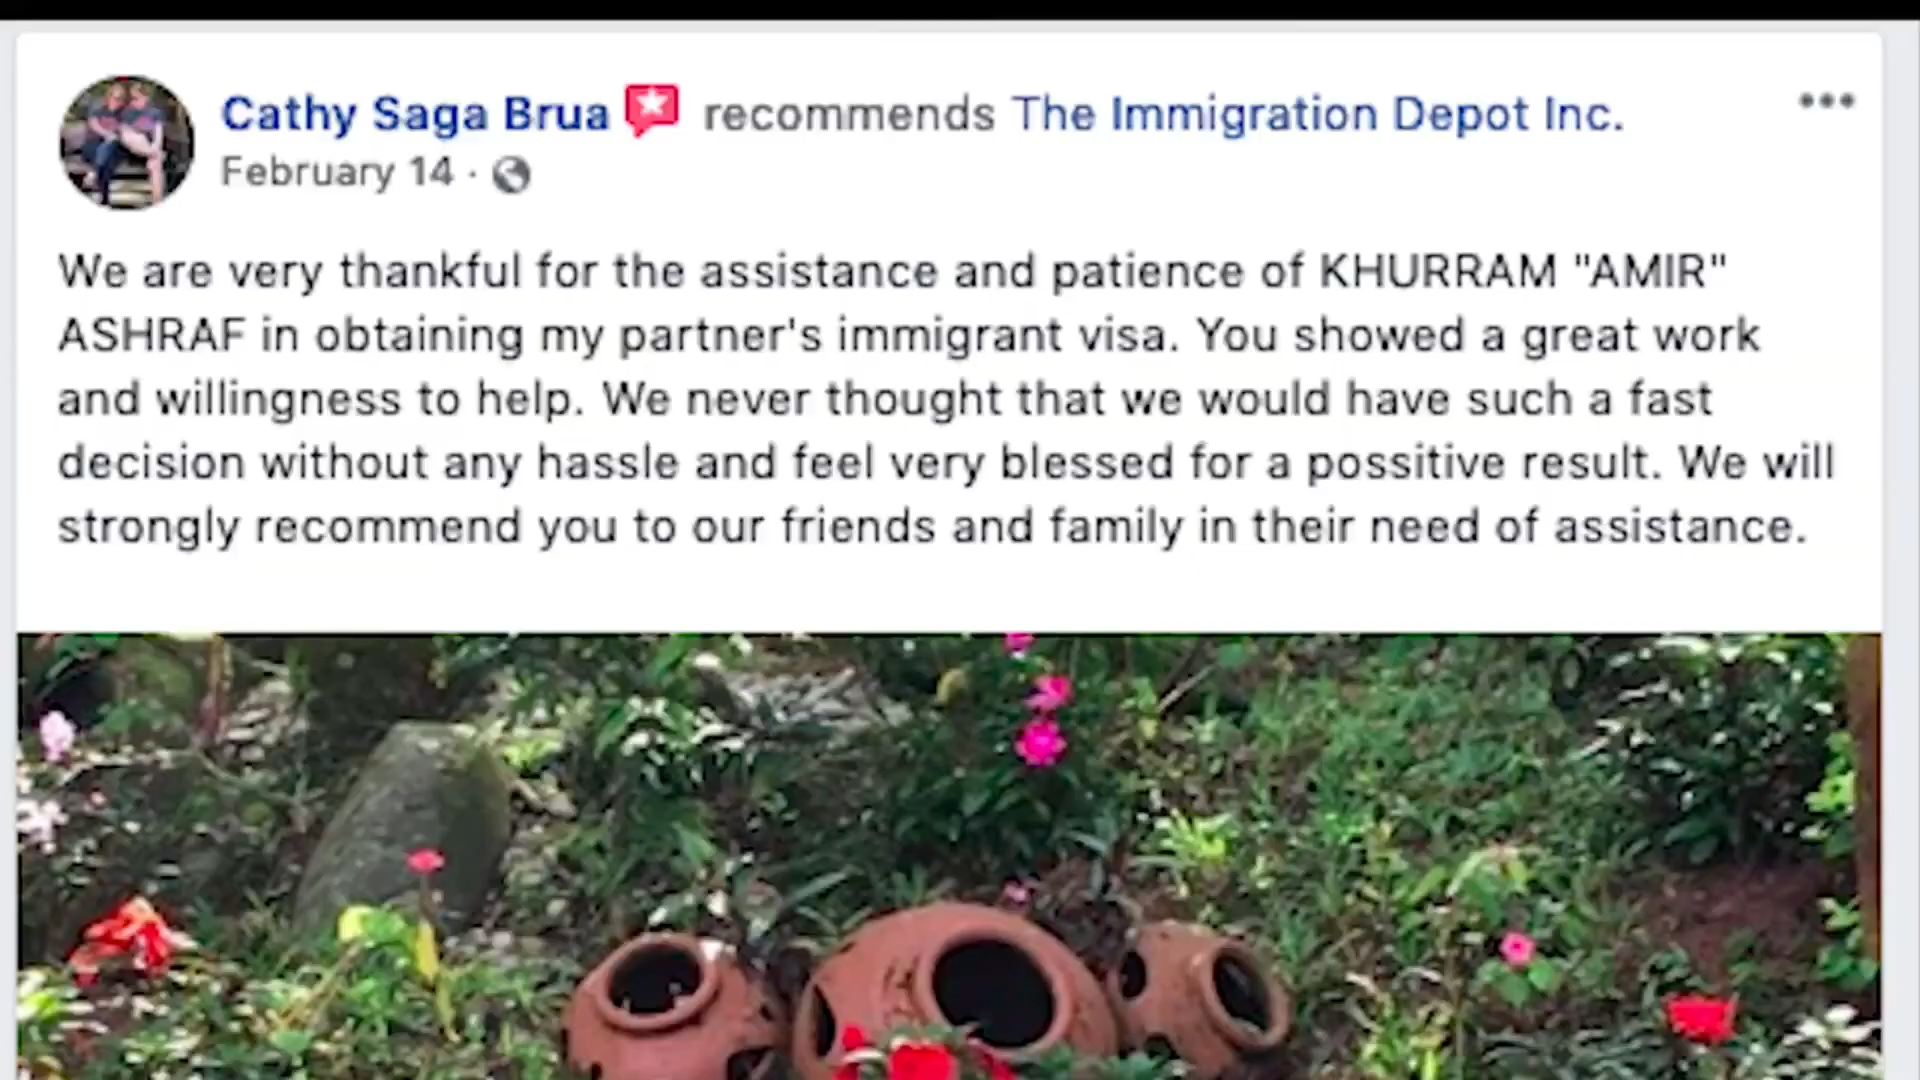 Cathy Saga Brua recommends The Immigration Depot Inc.
February 14 ·
We are very thankful for the assistance and patience of KHURRAM "AMIR"
ASHRAF in obtaining my partner's immigrant visa. You showed a great work
and willingness to help. We never thought that we would have such a fast
decision without any hassle and feel very blessed for a possitive result. We will
strongly recommend you to our friends and family in their need of assistance.